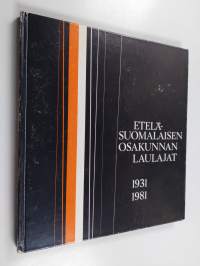 ETELÄ-
SUOMALAISEN
OSAKUNNAN
LAULAJAT
1931
1981